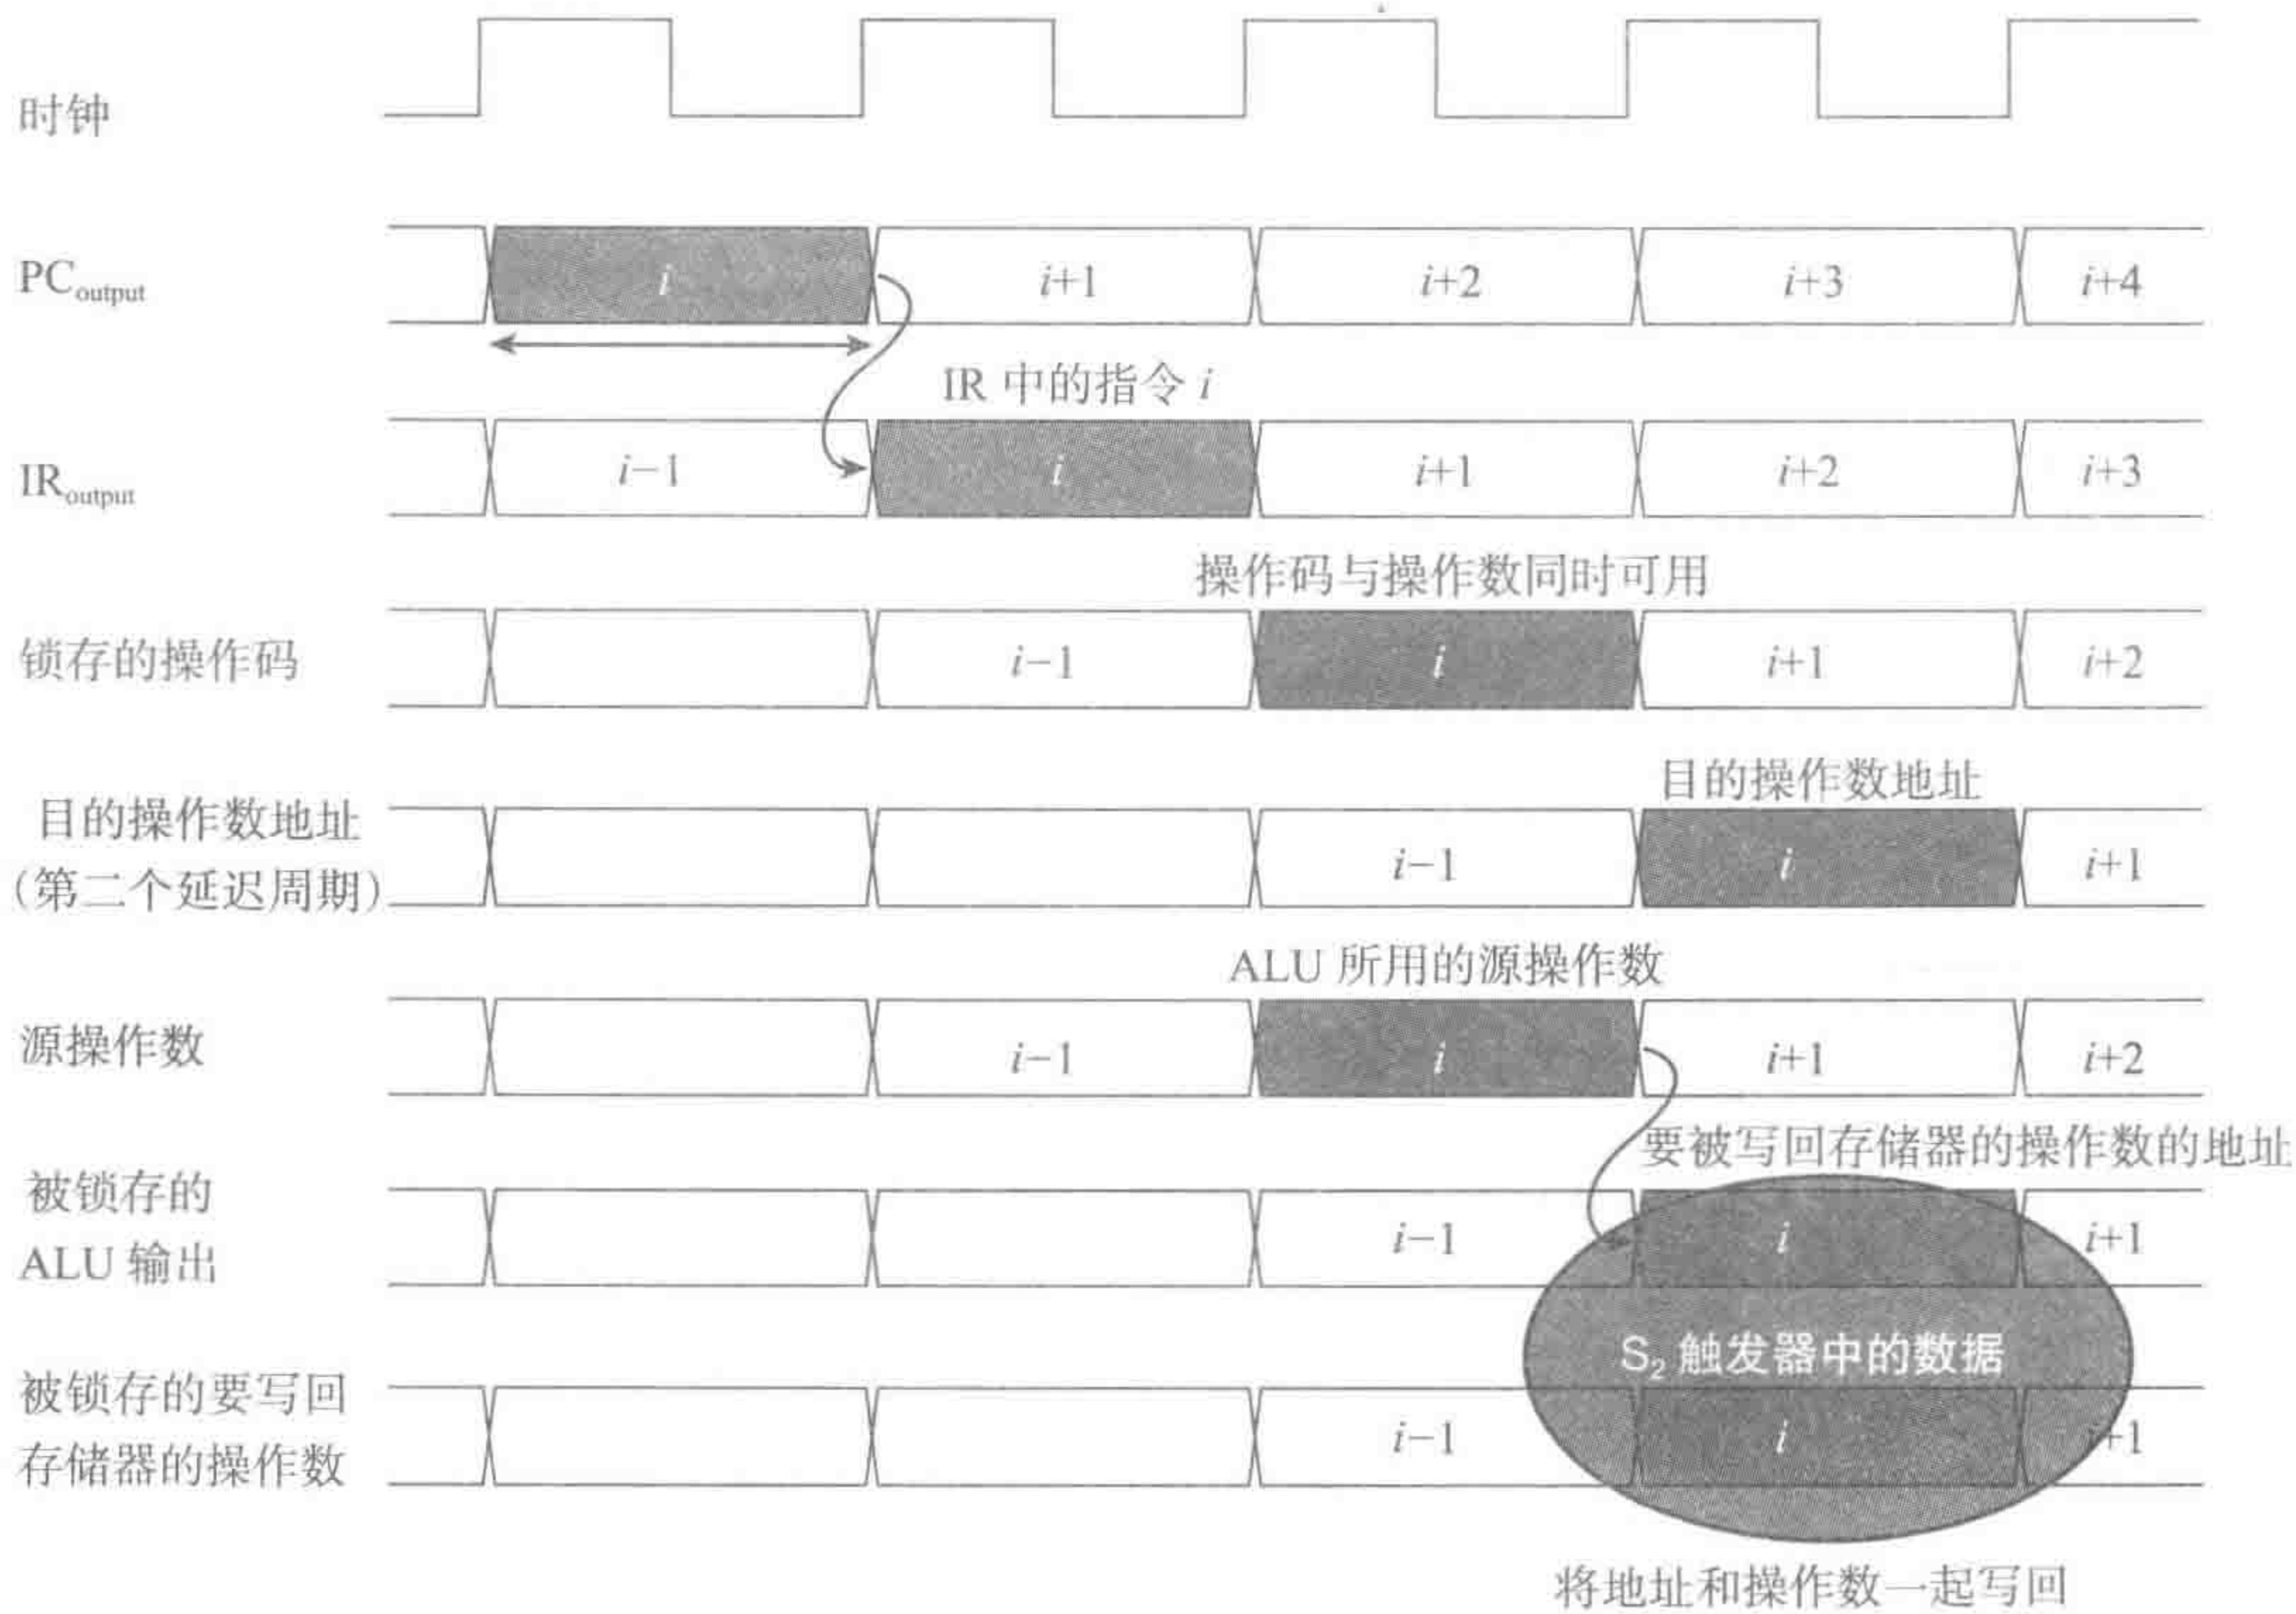 时钟
PCoutput
i
i+1
i+2
i+3
i+4
IR 中的指令 i
IRoutput
i−1
i
i+1
i+2
i+3
操作码与操作数同时可用
锁存的操作码
i−1
i
i+1
i+2
目的操作数地址
目的操作数地址
(第二个延迟周期)
i−1
i
i+1
ALU 所用的源操作数
源操作数
i−1
i
i+1
i+2
要被写回存储器的操作数的地址
被锁存的
ALU 输出
i−1
i
i+1
S₂ 触发器中的数据
被锁存的要写回
存储器的操作数
i−1
i
i+1
将地址和操作数一起写回